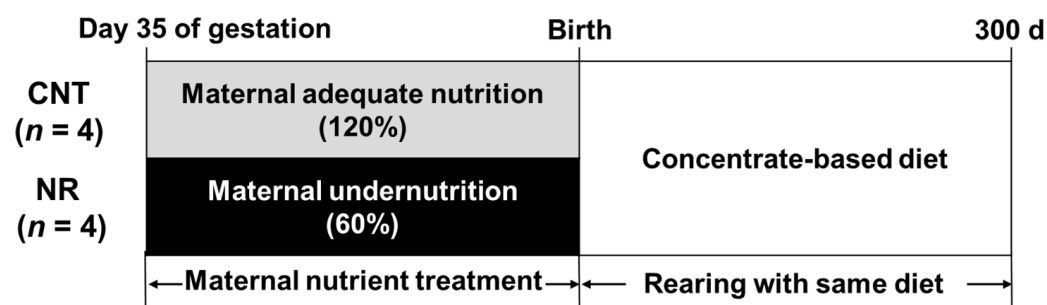 Day 35 of gestation Birth 300 d
CNT
(n = 4)
Maternal adequate nutrition
(120%)
NR
(n = 4)
Maternal undernutrition
(60%)
Concentrate-based diet
Maternal nutrient treatment Rearing with same diet